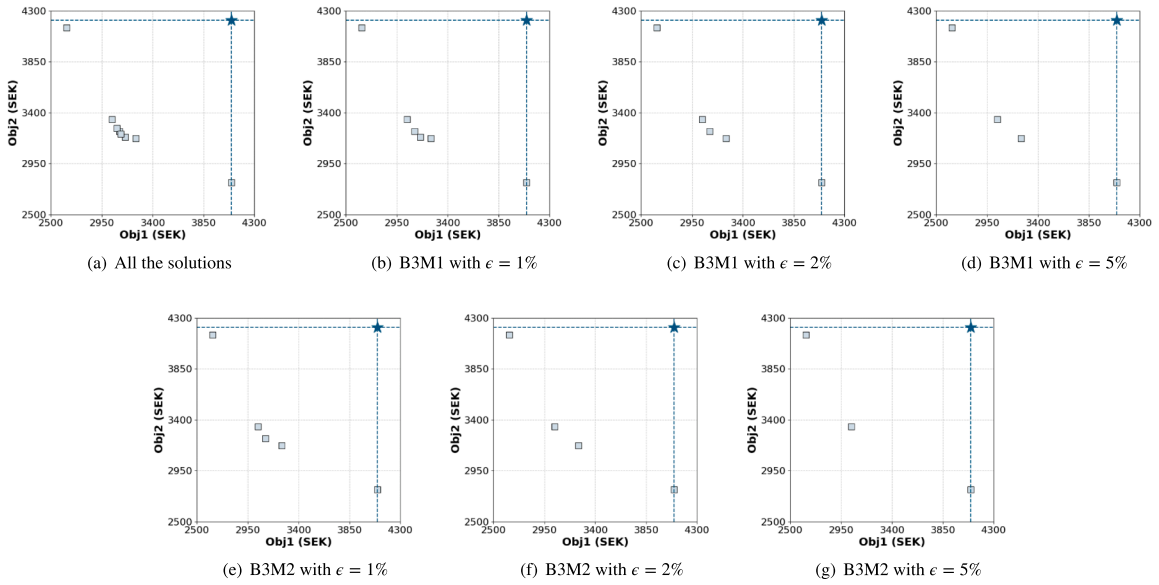 4300
3850
3400
2950
2500
Obj2 (SEK)
2500 2950 3400 3850 4300
Obj1 (SEK)
(a) All the solutions
4300
3850
3400
2950
2500
Obj2 (SEK)
2500 2950 3400 3850 4300
Obj1 (SEK)
(b) B3M1 with ϵ = 1%
4300
3850
3400
2950
2500
Obj2 (SEK)
2500 2950 3400 3850 4300
Obj1 (SEK)
(c) B3M1 with ϵ = 2%
4300
3850
3400
2950
2500
Obj2 (SEK)
2500 2950 3400 3850 4300
Obj1 (SEK)
(d) B3M1 with ϵ = 5%
4300
3850
3400
2950
2500
Obj2 (SEK)
2500 2950 3400 3850 4300
Obj1 (SEK)
(e) B3M2 with ϵ = 1%
4300
3850
3400
2950
2500
Obj2 (SEK)
2500 2950 3400 3850 4300
Obj1 (SEK)
(f) B3M2 with ϵ = 2%
4300
3850
3400
2950
2500
Obj2 (SEK)
2500 2950 3400 3850 4300
Obj1 (SEK)
(g) B3M2 with ϵ = 5%